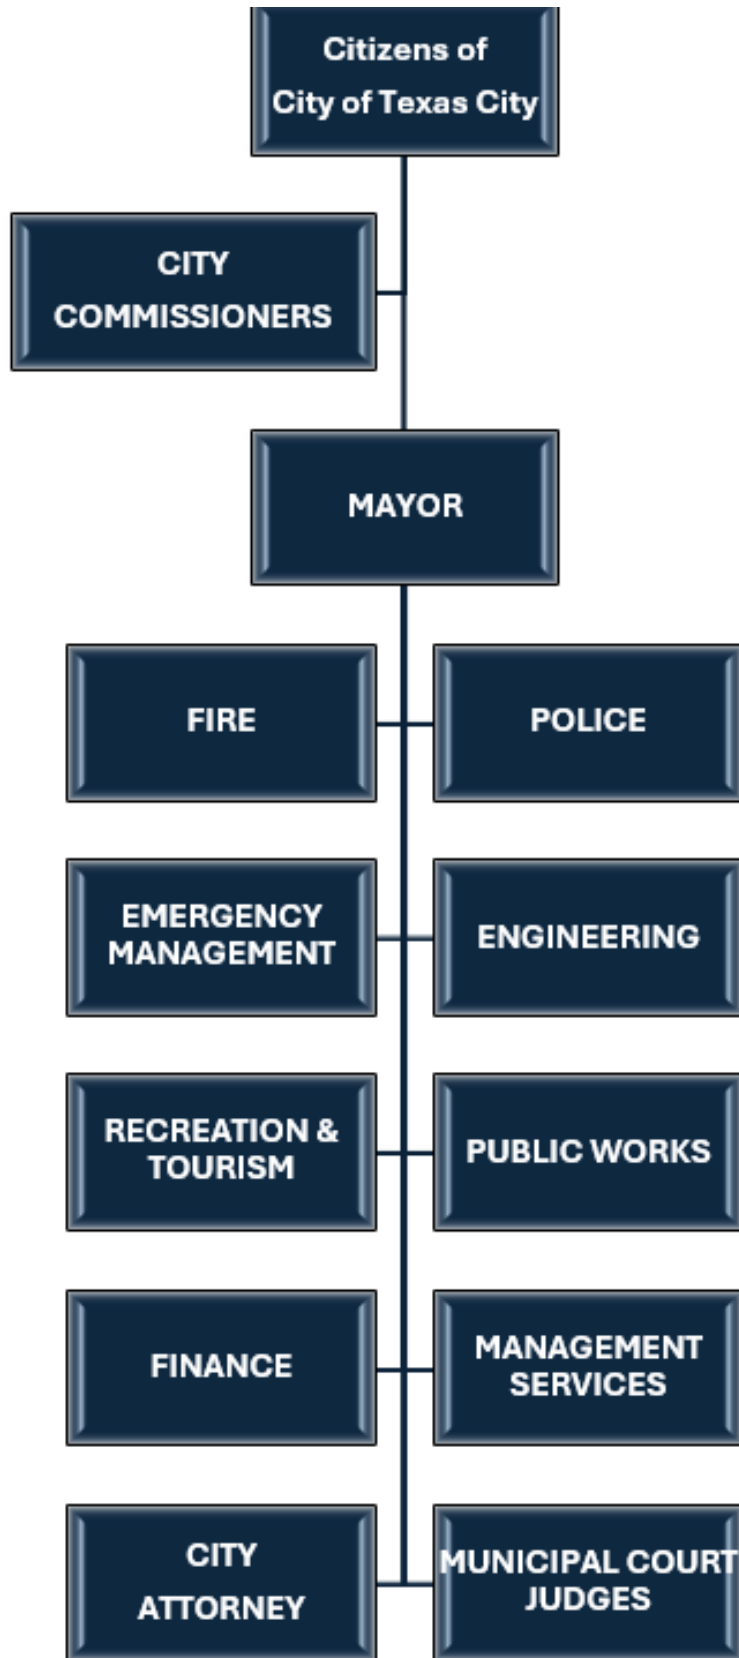 Citizens of
City of Texas City
CITY
COMMISSIONERS
MAYOR
FIRE
POLICE
EMERGENCY
MANAGEMENT
ENGINEERING
RECREATION &
TOURISM
PUBLIC WORKS
FINANCE
MANAGEMENT
SERVICES
CITY
ATTORNEY
MUNICIPAL COURT
JUDGES